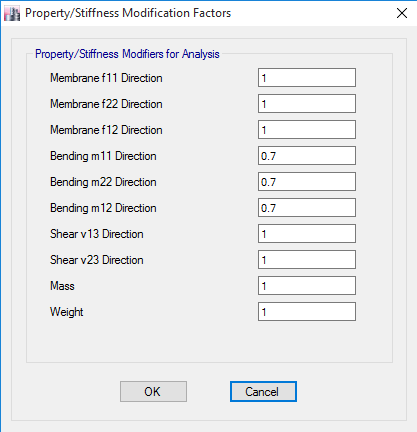 Property/Stiffness Modification Factors
Property/Stiffness Modifiers for Analysis
Membrane f11 Direction 1
Membrane f22 Direction 1
Membrane f12 Direction 1
Bending m11 Direction 0.7
Bending m22 Direction 0.7
Bending m12 Direction 0.7
Shear v13 Direction 1
Shear v23 Direction 1
Mass 1
Weight 1
OK Cancel